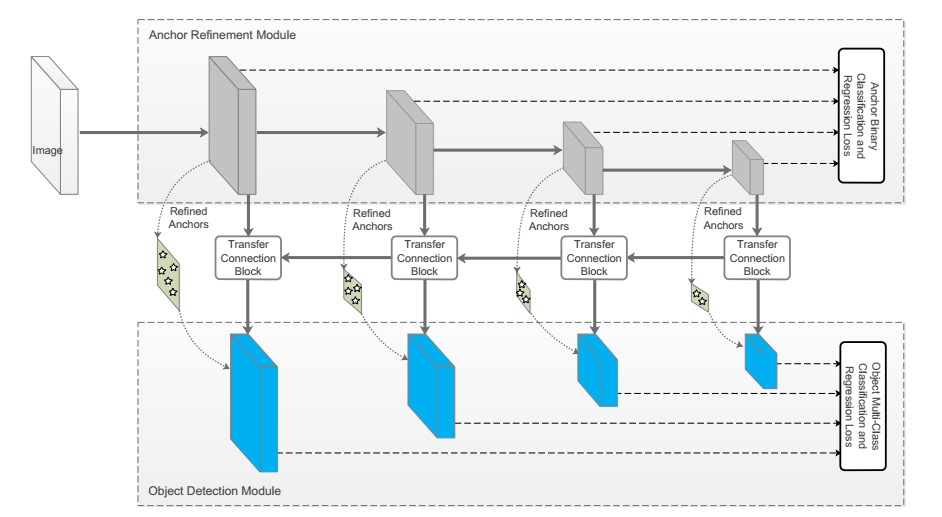 Anchor Refinement Module
Image
Anchor Binary
Classification and
Regression Loss
Refined
Anchors
Refined
Anchors
Refined
Anchors
Refined
Anchors
Transfer
Connection
Block
Transfer
Connection
Block
Transfer
Connection
Block
Transfer
Connection
Block
Object Multi-Class
Classification and
Regression Loss
Object Detection Module